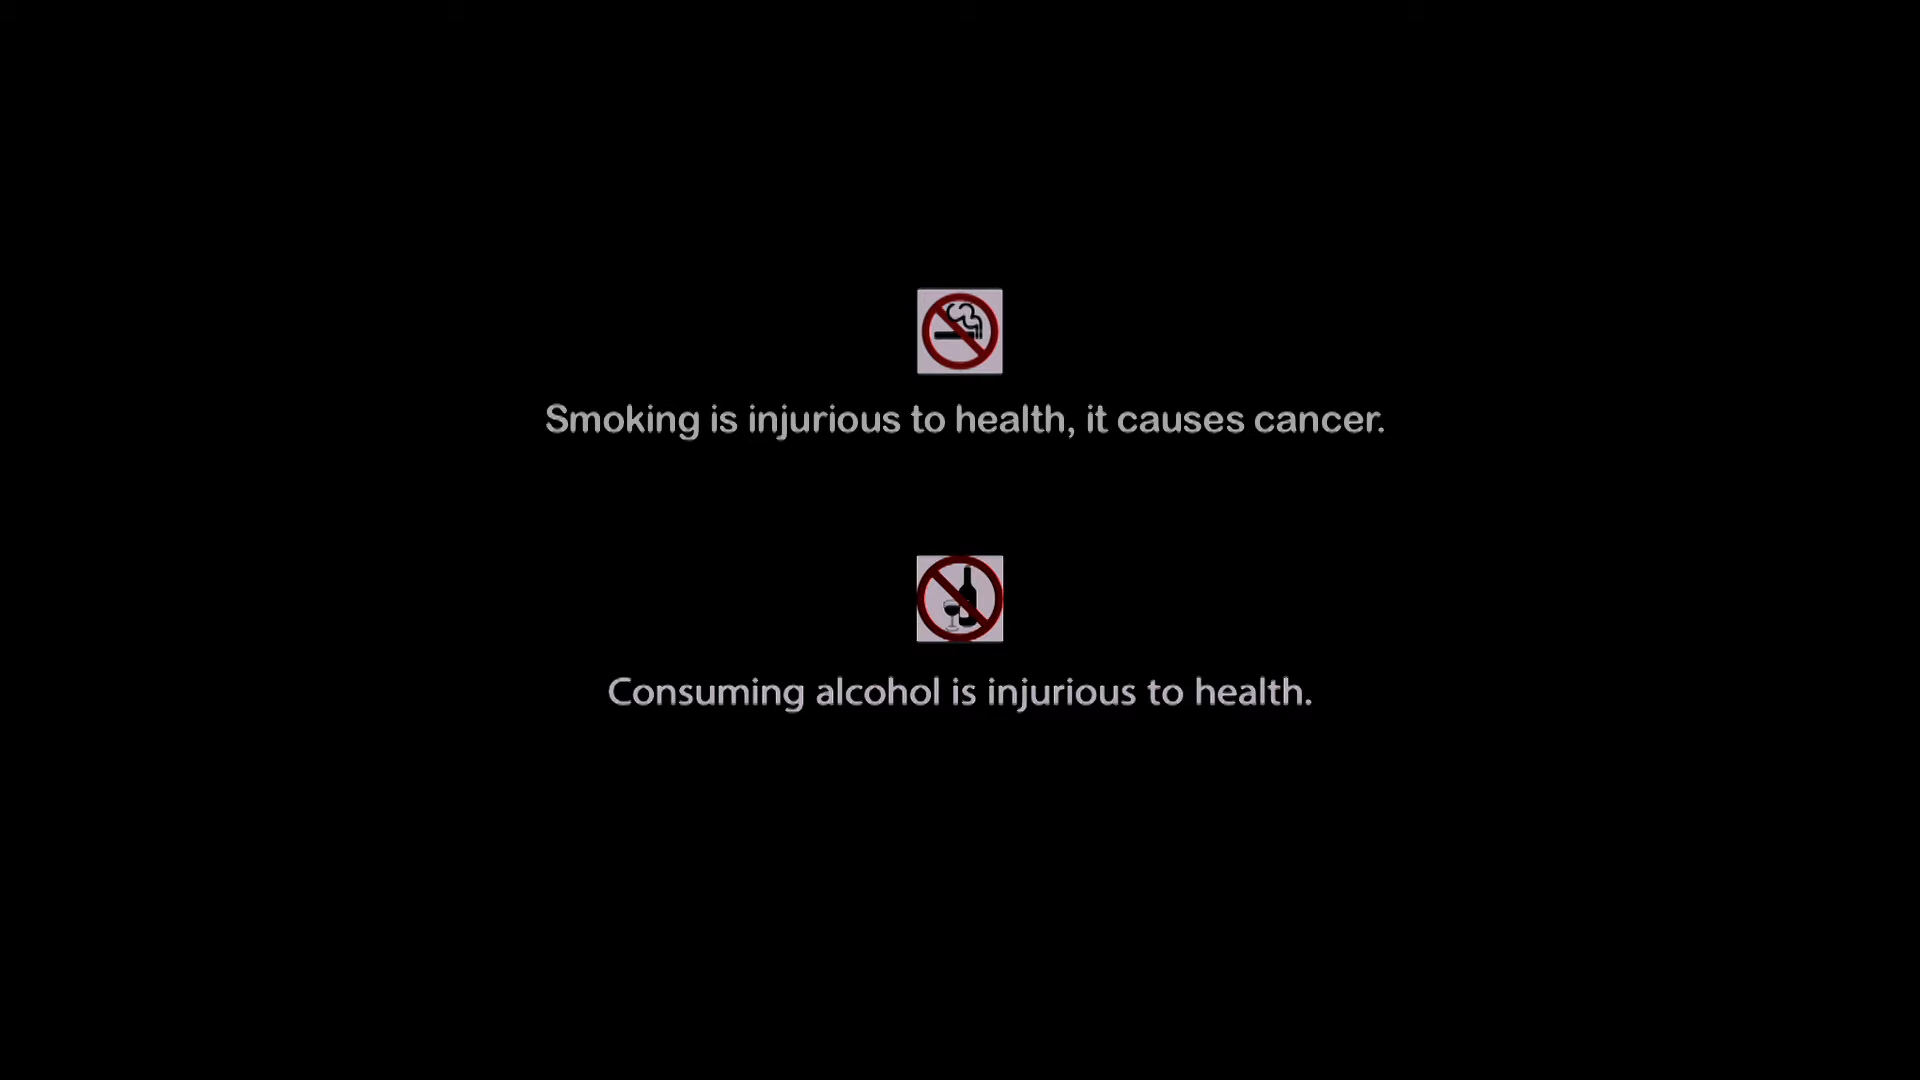 Smoking is injurious to health, it causes cancer.
Consuming alcohol is injurious to health.